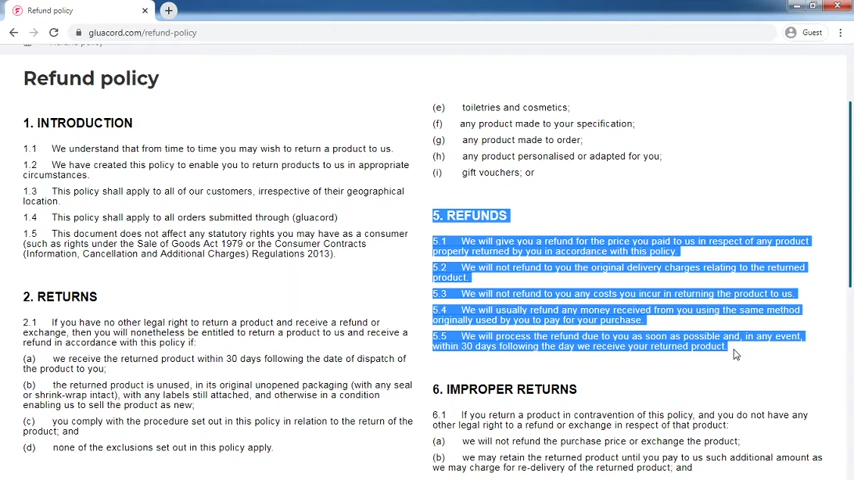 Refund policy
gluacord.com/refund-policy
Guest
Refund policy
1. INTRODUCTION
1.1 We understand that from time to time you may wish to return a product to us.
1.2 We have created this policy to enable you to return products to us in appropriate
circumstances.
1.3 This policy shall apply to all of our customers, irrespective of their geographical
location.
1.4 This policy shall apply to all orders submitted through (gluacord)
1.5 This document does not affect any statutory rights you may have as a consumer
(such as rights under the Sale of Goods Act 1979 or the Consumer Contracts
(Information, Cancellation and Additional Charges) Regulations 2013).
2. RETURNS
2.1 If you have no other legal right to return a product and receive a refund or
exchange, then you will nonetheless be entitled to return a product to us and receive a
refund in accordance with this policy if:
(a) we receive the returned product within 30 days following the date of dispatch of
the product to you;
(b) the returned product is unused, in its original unopened packaging (with any seal
or shrink-wrap intact), with any labels still attached, and otherwise in a condition
enabling us to sell the product as new;
(c) you comply with the procedure set out in this policy in relation to the return of the
product; and
(d) none of the exclusions set out in this policy apply.
(e) toiletries and cosmetics;
(f) any product made to your specification;
(g) any product made to order;
(h) any product personalised or adapted for you;
(i) gift vouchers; or
5. REFUNDS
5.1 We will give you a refund for the price you paid to us in respect of any product
properly returned by you in accordance with this policy.
5.2 We will not refund to you the original delivery charges relating to the returned
product.
5.3 We will not refund to you any costs you incur in returning the product to us.
5.4 We will usually refund any money received from you using the same method
originally used by you to pay for your purchase.
5.5 We will process the refund due to you as soon as possible and, in any event,
within 30 days following the day we receive your returned product.
6. IMPROPER RETURNS
6.1 If you return a product in contravention of this policy, and you do not have any
other legal right to a refund or exchange in respect of that product:
(a) we will not refund the purchase price or exchange the product;
(b) we may retain the returned product until you pay to us such additional amount as
we may charge for re-delivery of the returned product; and